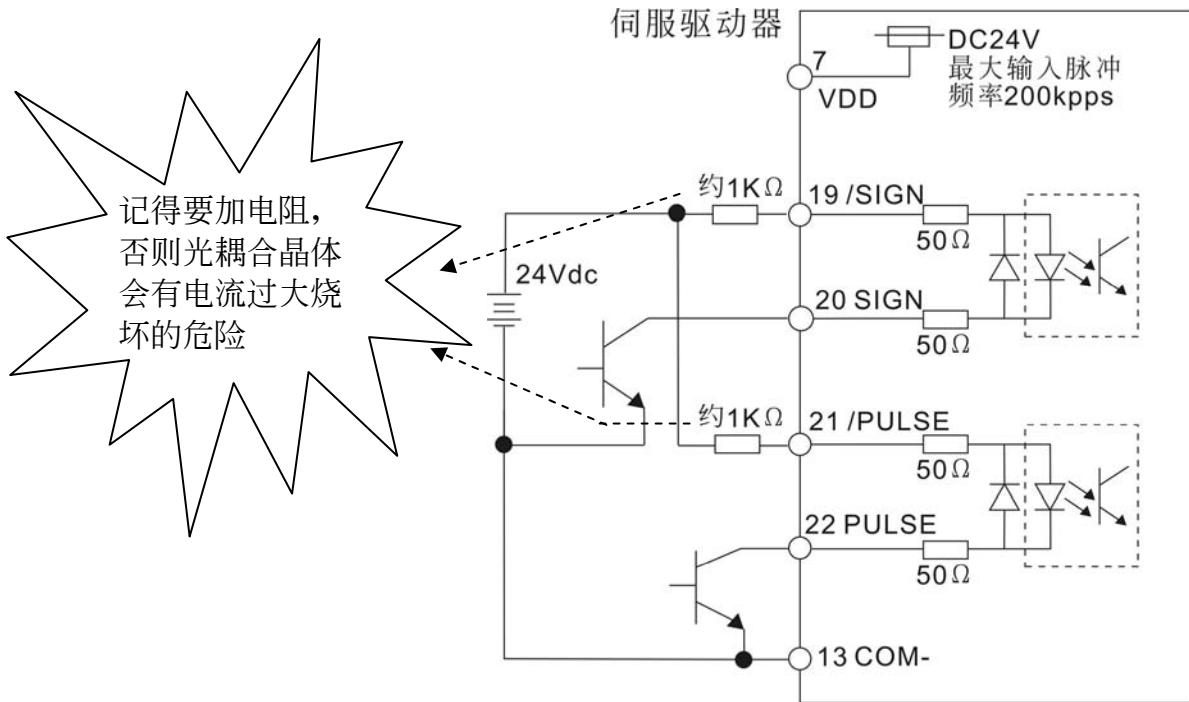 伺服驱动器
7
VDD
DC24V
最大输入脉冲
频率200kpps
记得要加电阻,
否则光耦合晶体
会有电流过大烧
坏的危险
约1KΩ
19 /SIGN
50Ω
24Vdc
20 SIGN
50Ω
约1KΩ
21 /PULSE
50Ω
22 PULSE
50Ω
13 COM-